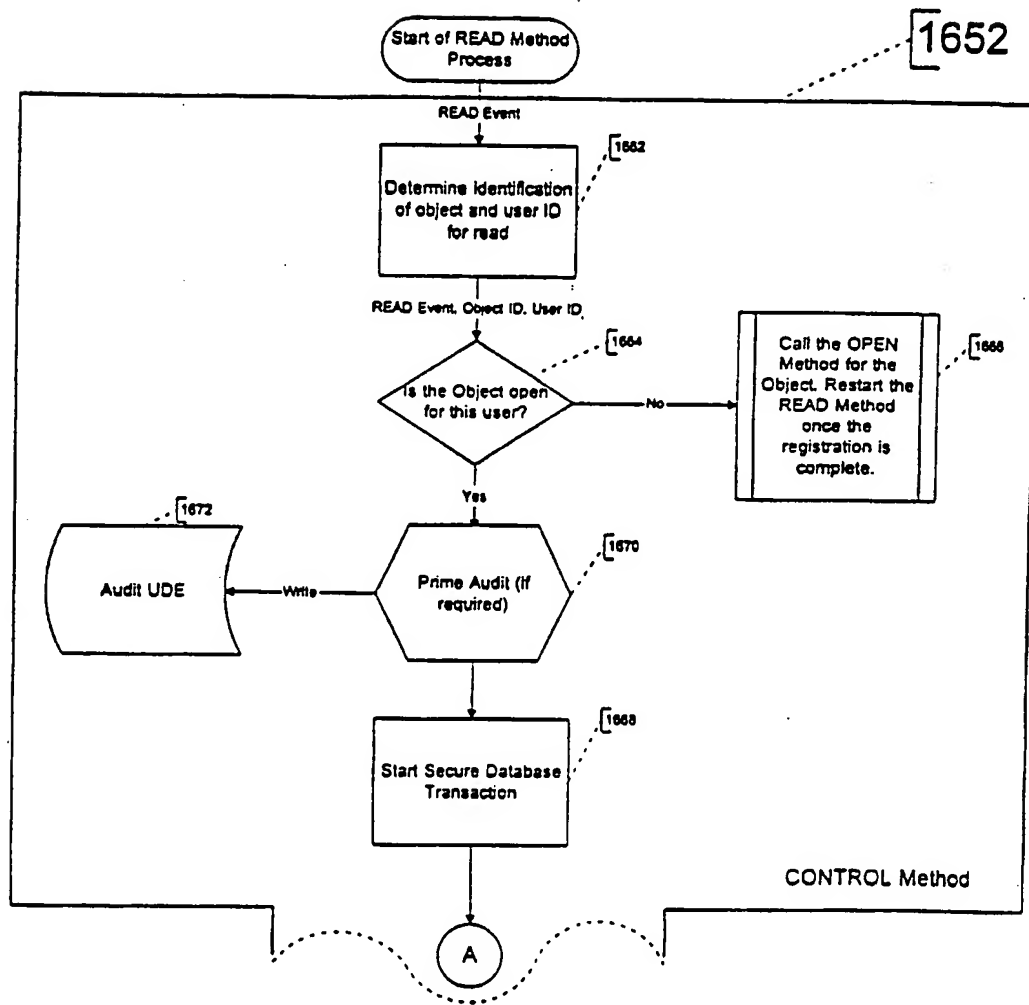 1652
Start of READ Method
Process
READ Event
1652
Determine Identification
of object and user ID
for read
READ Event, Object ID, User ID
1664
Is the Object open
for this user?
No
Call the OPEN
Method for the
Object. Restart the
READ Method
once the
registration is
complete.
1666
Yes
1672
Audit UDE
Write
Prime Audit (if
required)
1670
1668
Start Secure Database
Transaction
CONTROL Method
A